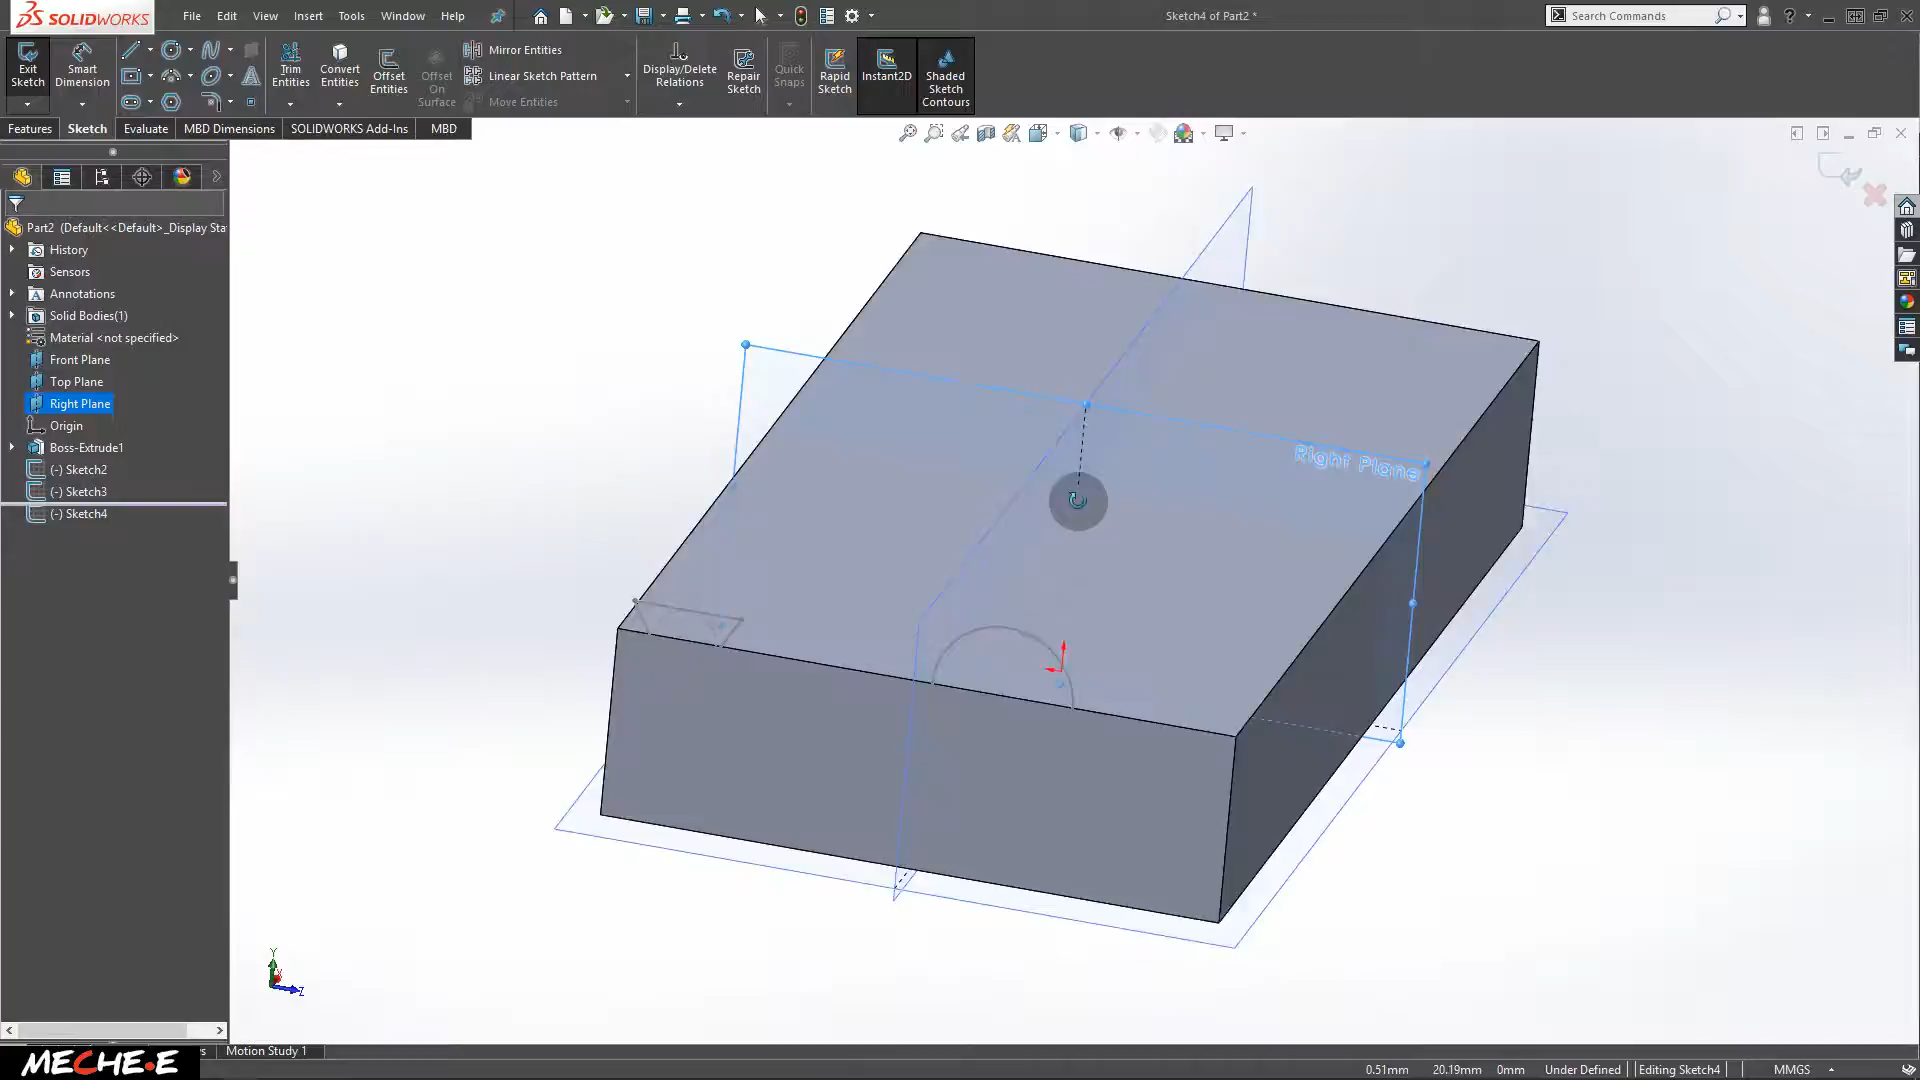 SOLIDWORKS
File Edit View Insert Tools Window Help
Sketch4 of Part2 *
Search Commands
Exit Sketch
Smart Dimension
Trim Entities
Convert Entities
Offset Entities
Offset On Surface
Mirror Entities
Linear Sketch Pattern
Move Entities
Display/Delete Relations
Repair Sketch
Quick Snaps
Rapid Sketch
Instant2D
Shaded Sketch Contours
Features Sketch Evaluate MBD Dimensions SOLIDWORKS Add-Ins MBD
Part2 (Default<<Default>_Display Sta
History
Sensors
Annotations
Solid Bodies(1)
Material <not specified>
Front Plane
Top Plane
Right Plane
Origin
Boss-Extrude1
(-) Sketch2
(-) Sketch3
(-) Sketch4
Right Plane
Y
X
Z
Motion Study 1
MECHE.E
0.51mm 20.19mm 0mm Under Defined Editing Sketch4 MMGS